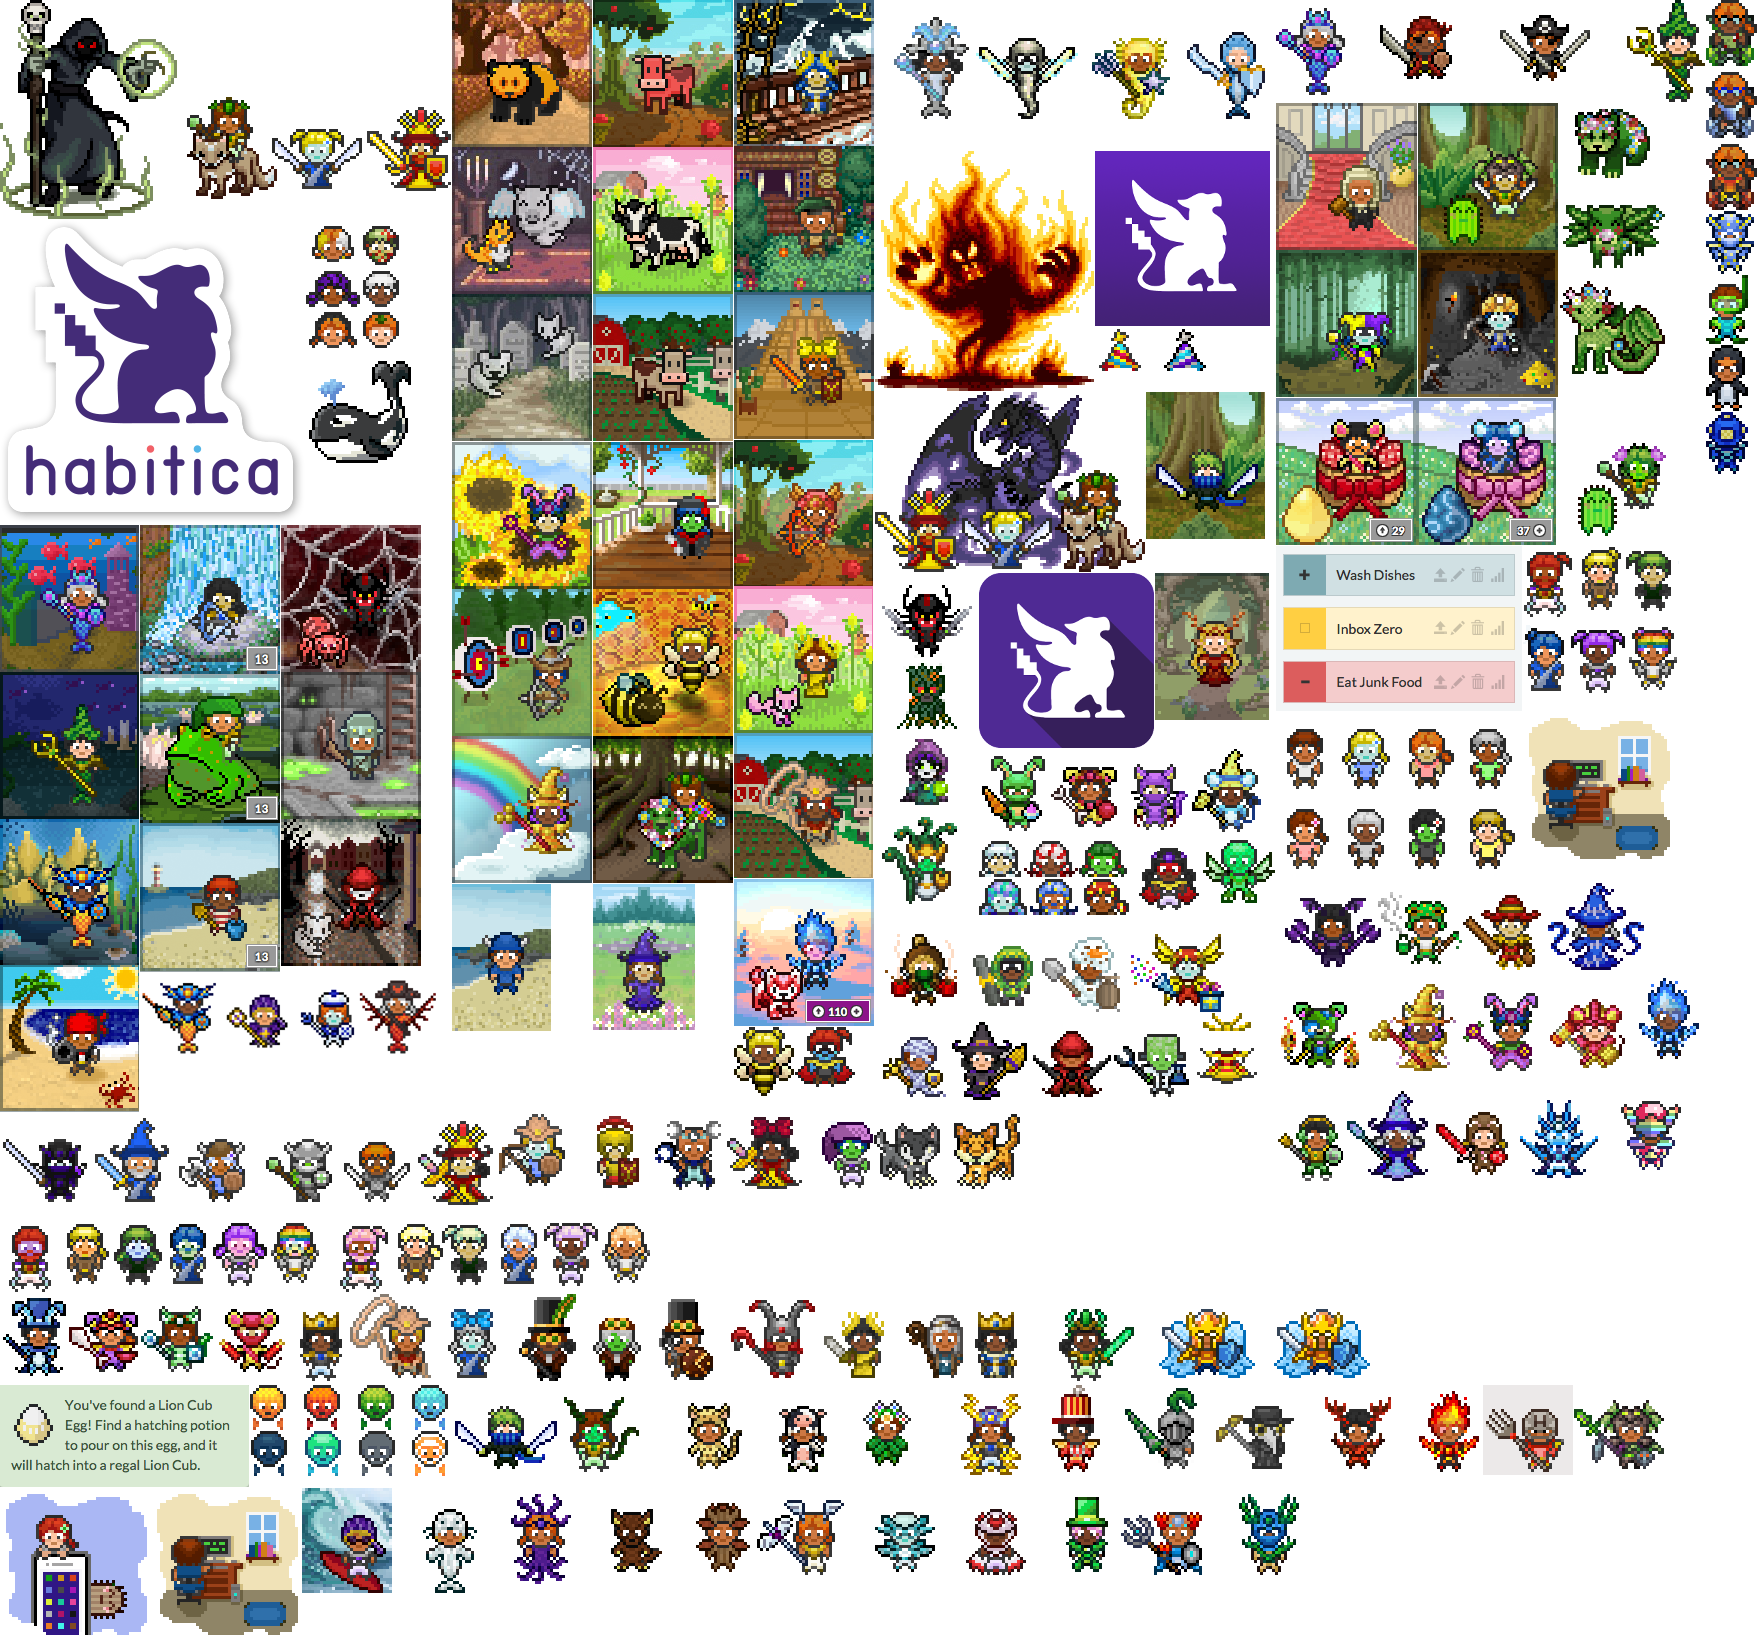 habitica
29
37
Wash Dishes
Inbox Zero
Eat Junk Food
13
13
13
110
You've found a Lion Cub
Egg! Find a hatching potion
to pour on this egg, and it
will hatch into a regal Lion Cub.